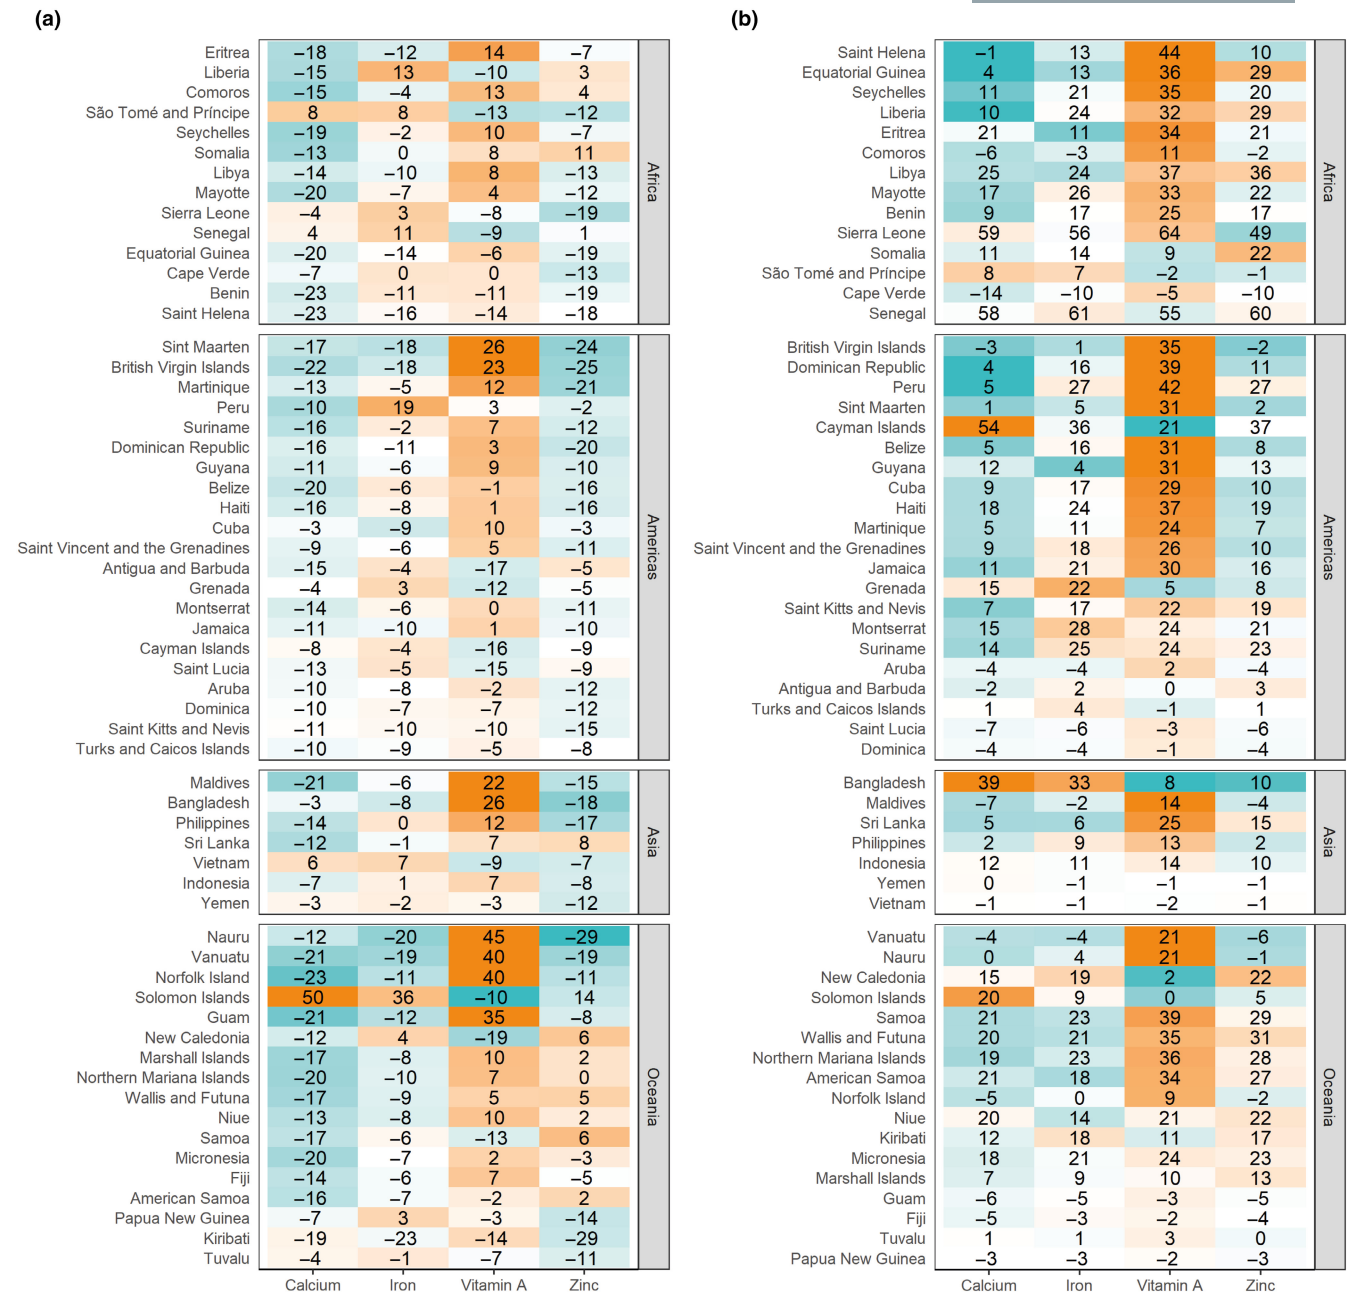 (a)
Eritrea –18 –12 14 –7
Liberia –15 13 –10 3
Comoros –15 –4 13 4
São Tomé and Príncipe 8 8 –13 –12
Seychelles –19 –2 10 –7
Somalia –13 0 8 11
Libya –14 –10 8 –13
Mayotte –20 –7 4 –12
Sierra Leone –4 3 –8 –19
Senegal 4 11 –9 1
Equatorial Guinea –20 –14 –6 –19
Cape Verde –7 0 0 –13
Benin –23 –11 –11 –19
Saint Helena –23 –16 –14 –18
Africa
Sint Maarten –17 –18 26 –24
British Virgin Islands –22 –18 23 –25
Martinique –13 –5 12 –21
Peru –10 19 3 –2
Suriname –16 –2 7 –12
Dominican Republic –16 –11 3 –20
Guyana –11 –6 9 –10
Belize –20 –6 –1 –16
Haiti –16 –8 1 –16
Cuba –3 –9 10 –3
Saint Vincent and the Grenadines –9 –6 5 –11
Antigua and Barbuda –15 –4 –17 –5
Grenada –4 3 –12 –5
Montserrat –14 –6 0 –11
Jamaica –11 –10 1 –10
Cayman Islands –8 –4 –16 –9
Saint Lucia –13 –5 –15 –9
Aruba –10 –8 –2 –12
Dominica –10 –7 –7 –12
Saint Kitts and Nevis –11 –10 –10 –15
Turks and Caicos Islands –10 –9 –5 –8
Americas
Maldives –21 –6 22 –15
Bangladesh –3 –8 26 –18
Philippines –14 0 12 –17
Sri Lanka –12 –1 7 8
Vietnam 6 7 –9 –7
Indonesia –7 1 7 –8
Yemen –3 –2 –3 –12
Asia
Nauru –12 –20 45 –29
Vanuatu –21 –19 40 –19
Norfolk Island –23 –11 40 –11
Solomon Islands 50 36 –10 14
Guam –21 –12 35 –8
New Caledonia –12 4 –19 6
Marshall Islands –17 –8 10 2
Northern Mariana Islands –20 –10 7 0
Wallis and Futuna –17 –9 5 5
Niue –13 –8 10 2
Samoa –17 –6 –13 6
Micronesia –20 –7 2 –3
Fiji –14 –6 7 –5
American Samoa –16 –7 –2 2
Papua New Guinea –7 3 –3 –14
Kiribati –19 –23 –14 –29
Tuvalu –4 –1 –7 –11
Oceania
Calcium Iron Vitamin A Zinc
(b)
Saint Helena –1 13 44 10
Equatorial Guinea 4 13 36 29
Seychelles 11 21 35 20
Liberia 10 24 32 29
Eritrea 21 11 34 21
Comoros –6 –3 11 –2
Libya 25 24 37 36
Mayotte 17 26 33 22
Benin 9 17 25 17
Sierra Leone 59 56 64 49
Somalia 11 14 9 22
São Tomé and Príncipe 8 7 –2 –1
Cape Verde –14 –10 –5 –10
Senegal 58 61 55 60
Africa
British Virgin Islands –3 1 35 –2
Dominican Republic 4 16 39 11
Peru 5 27 42 27
Sint Maarten 1 5 31 2
Cayman Islands 54 36 21 37
Belize 5 16 31 8
Guyana 12 4 31 13
Cuba 9 17 29 10
Haiti 18 24 37 19
Martinique 5 11 24 7
Saint Vincent and the Grenadines 9 18 26 10
Jamaica 11 21 30 16
Grenada 15 22 5 8
Saint Kitts and Nevis 7 17 22 19
Montserrat 15 28 24 21
Suriname 14 25 24 23
Aruba –4 –4 2 –4
Antigua and Barbuda –2 2 0 3
Turks and Caicos Islands 1 4 –1 1
Saint Lucia –7 –6 –3 –6
Dominica –4 –4 –1 –4
Americas
Bangladesh 39 33 8 10
Maldives –7 –2 14 –4
Sri Lanka 5 6 25 15
Philippines 2 9 13 2
Indonesia 12 11 14 10
Yemen 0 –1 –1 –1
Vietnam –1 –1 –2 –1
Asia
Vanuatu –4 –4 21 –6
Nauru 0 4 21 –1
New Caledonia 15 19 2 22
Solomon Islands 20 9 0 5
Samoa 21 23 39 29
Wallis and Futuna 20 21 35 31
Northern Mariana Islands 19 23 36 28
American Samoa 21 18 34 27
Norfolk Island –5 0 9 –2
Niue 20 14 21 22
Kiribati 12 18 11 17
Micronesia 18 21 24 23
Marshall Islands 7 9 10 13
Guam –6 –5 –3 –5
Fiji –5 –3 –2 –4
Tuvalu 1 1 3 0
Papua New Guinea –3 –3 –2 –3
Oceania
Calcium Iron Vitamin A Zinc